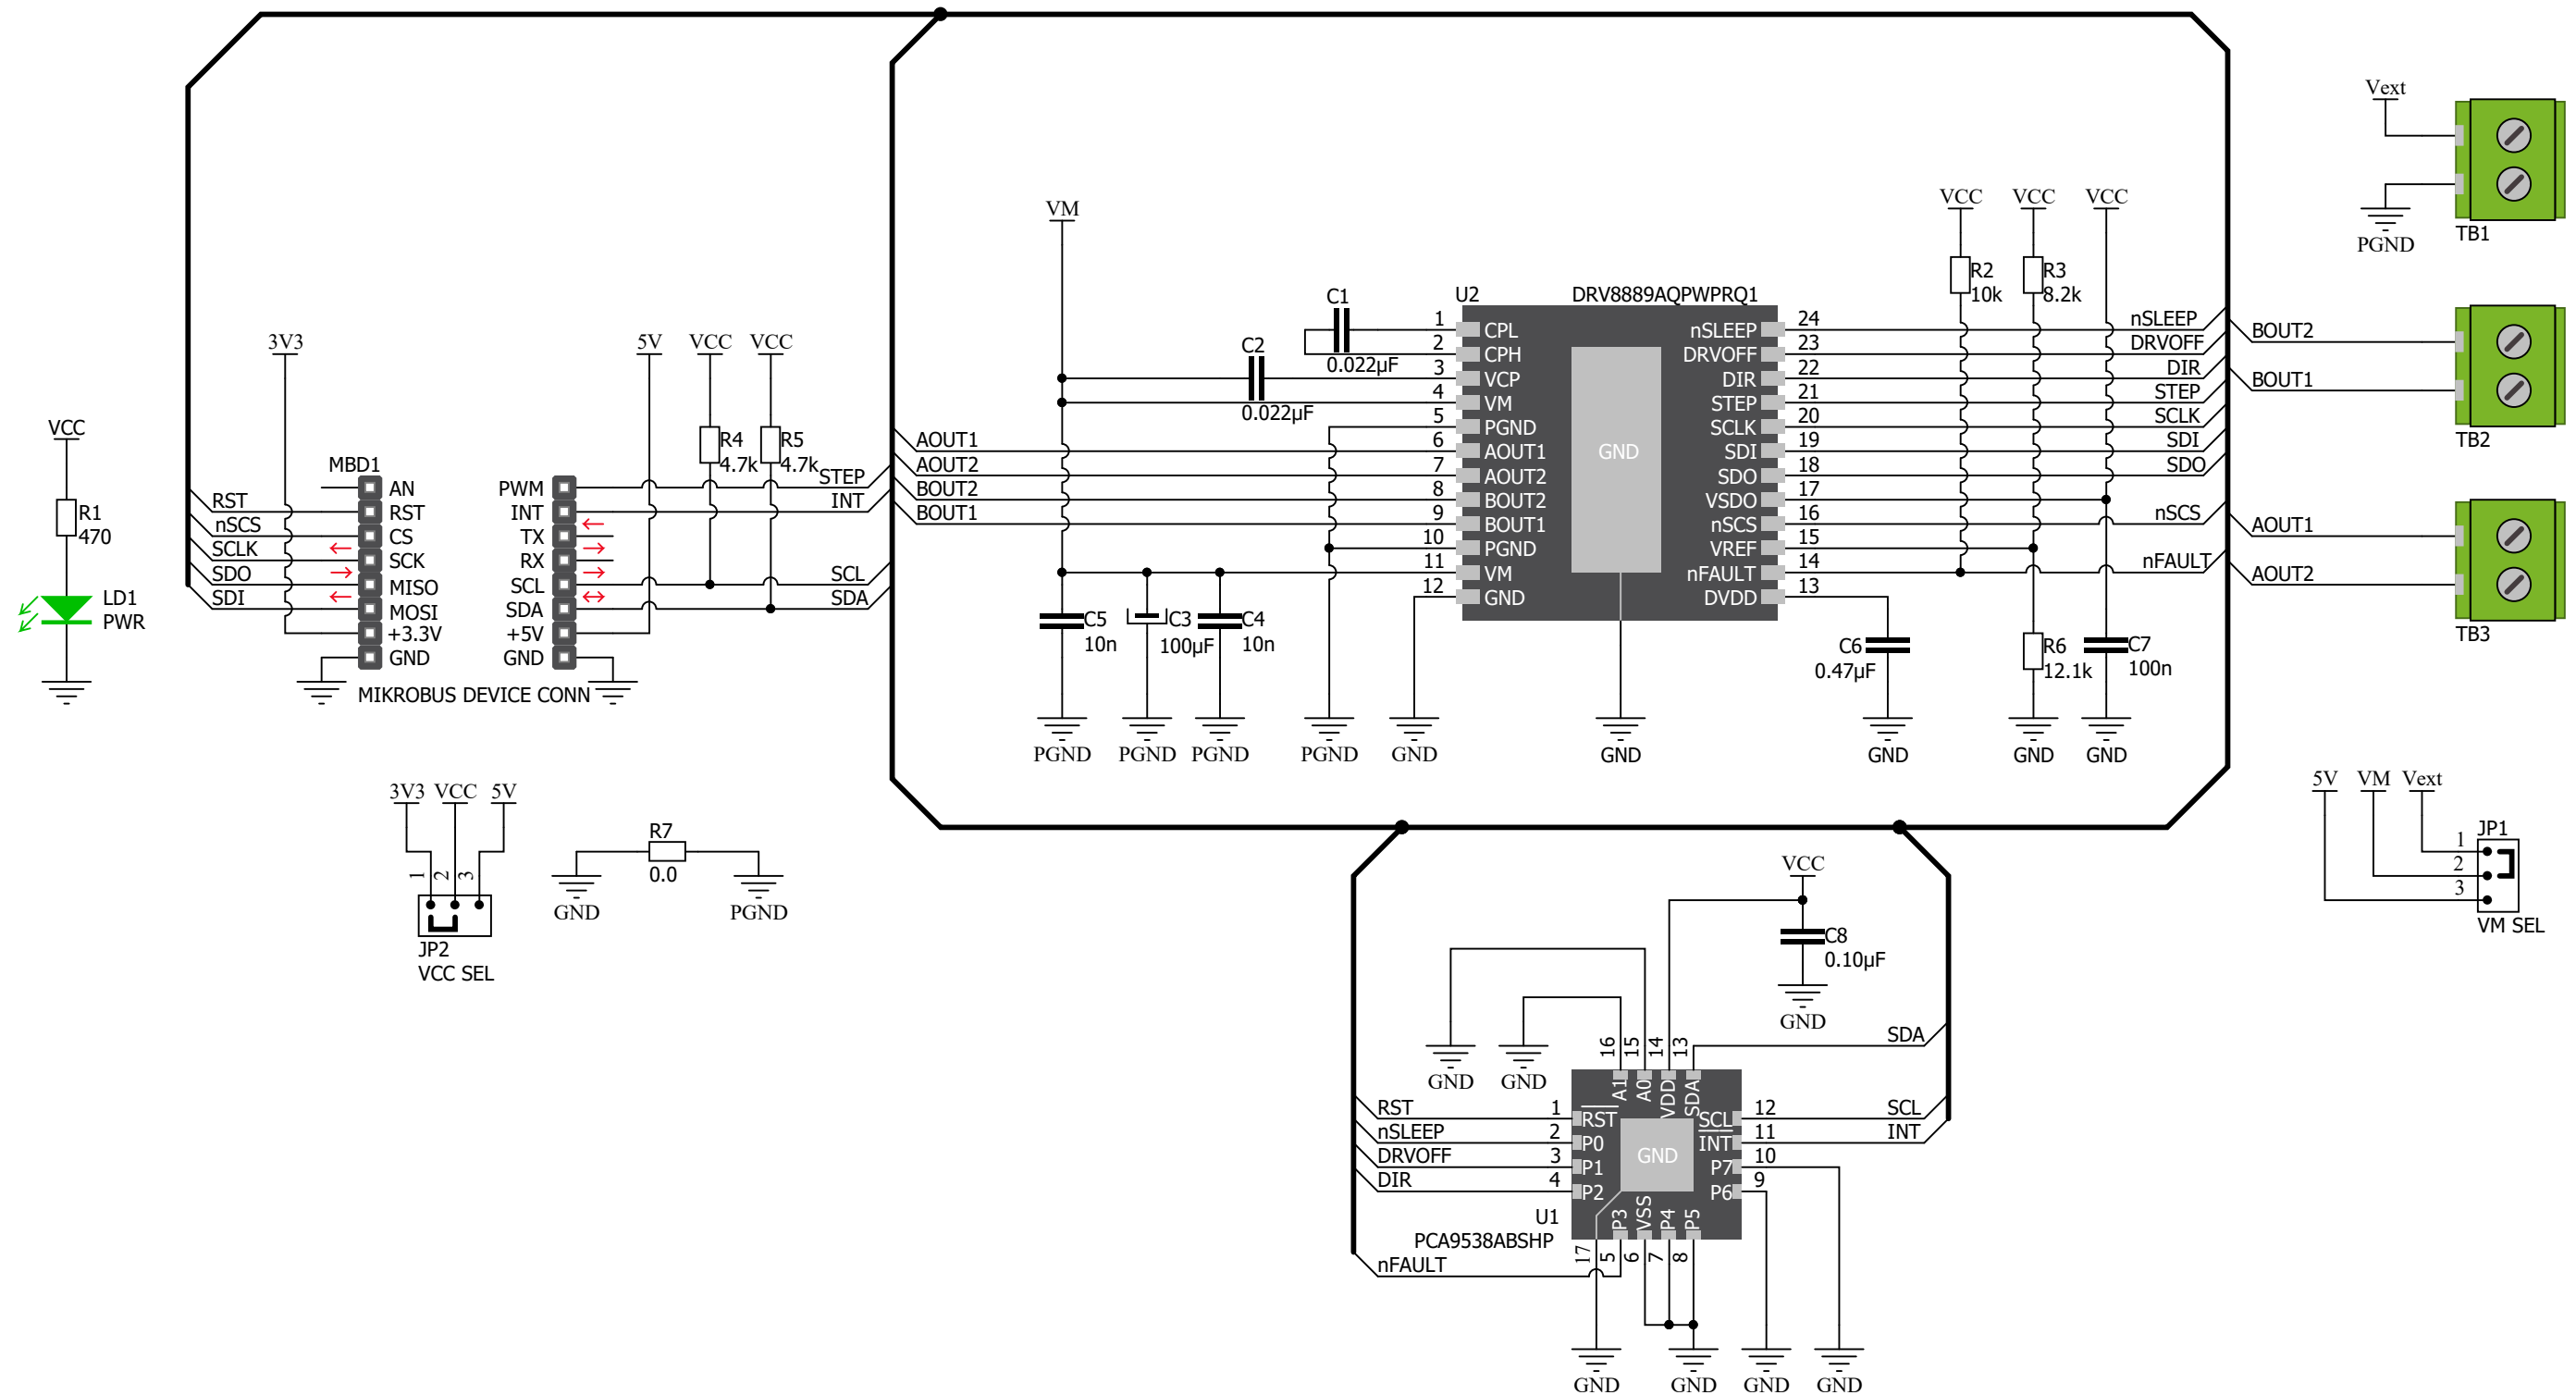 VCC
R1
470
LD1
PWR
3V3
5V
VCC
VCC
R4
4.7k
R5
4.7k
MBD1
RST
nSCS
SCLK
SDO
SDI
AN
RST
CS
SCK
MISO
MOSI
+3.3V
GND
PWM
INT
TX
RX
SCL
SDA
+5V
GND
STEP
INT
SCL
SDA
MIKROBUS DEVICE CONN
3V3 VCC 5V
1 2 3
JP2
VCC SEL
R7
0.0
GND
PGND
VM
AOUT1
AOUT2
BOUT2
BOUT1
C1
0.022µF
C2
0.022µF
C5
10n
C3
100µF
C4
10n
PGND
PGND
PGND
PGND
GND
U2
DRV8889AQPWPRQ1
1 CPL
2 CPH
3 VCP
4 VM
5 PGND
6 AOUT1
7 AOUT2
8 BOUT2
9 BOUT1
10 PGND
11 VM
12 GND
GND
GND
nSLEEP 24
DRVOFF 23
DIR 22
STEP 21
SCLK 20
SDI 19
SDO 18
VSDO 17
nSCS 16
VREF 15
nFAULT 14
DVDD 13
VCC
VCC
VCC
R2
10k
R3
8.2k
nSLEEP
DRVOFF
DIR
STEP
SCLK
SDI
SDO
nSCS
nFAULT
C6
0.47µF
R6
12.1k
C7
100n
GND
GND
GND
Vext
PGND
TB1
BOUT2
BOUT1
TB2
AOUT1
AOUT2
TB3
5V VM Vext
JP1
1
2
3
VM SEL
VCC
C8
0.10µF
GND
GND
GND
SDA
16 15 14 13
A1 A0 VDD SDA
RST 1 RST
nSLEEP 2 P0
DRVOFF 3 P1
DIR 4 P2
GND
SCL 12 SCL
INT 11 INT
P7 10
P6 9
P3 VSS P4 P5
17 5 6 7 8
U1
PCA9538ABSHP
nFAULT
GND
GND
GND
GND